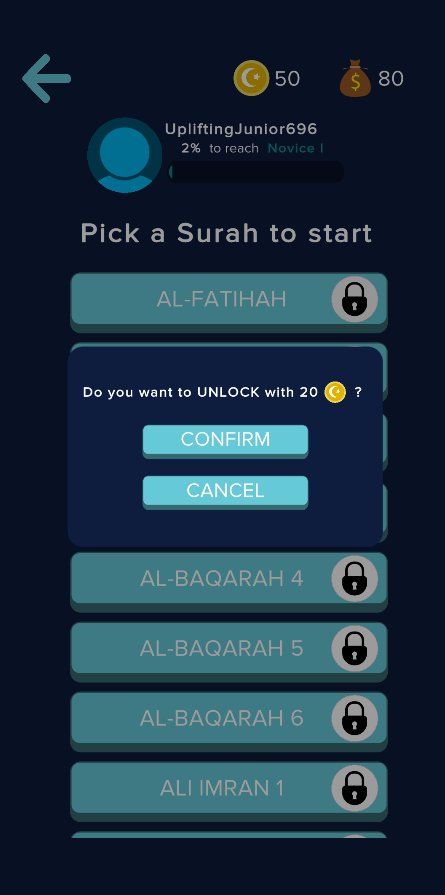 50
80
UpliftingJunior696
2% to reach Novice I
Pick a Surah to start
AL-FATIHAH
Do you want to UNLOCK with 20 ?
CONFIRM
CANCEL
AL-BAQARAH 4
AL-BAQARAH 5
AL-BAQARAH 6
ALI IMRAN 1